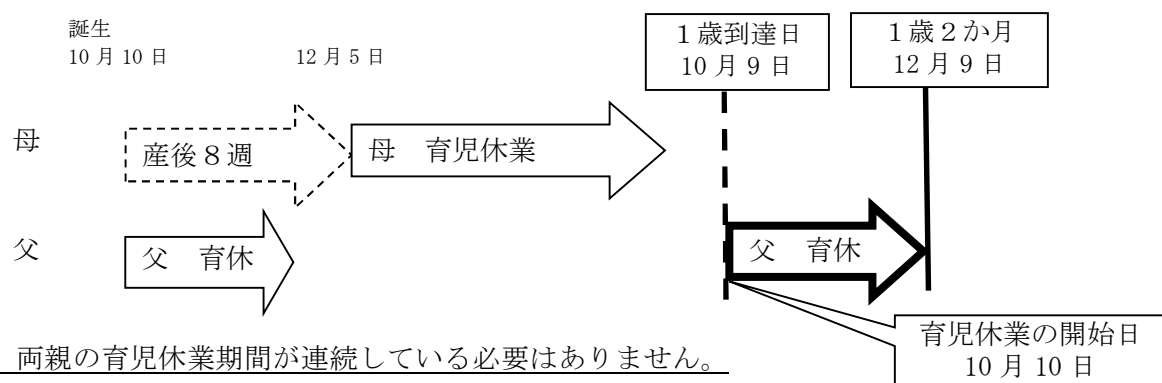 誕生
10月10日
12月5日
１歳到達日
10月9日
１歳２か月
12月9日
母
産後８週
母　育児休業
父
父　育休
父　育休
育児休業の開始日
10月10日
両親の育児休業期間が連続している必要はありません。